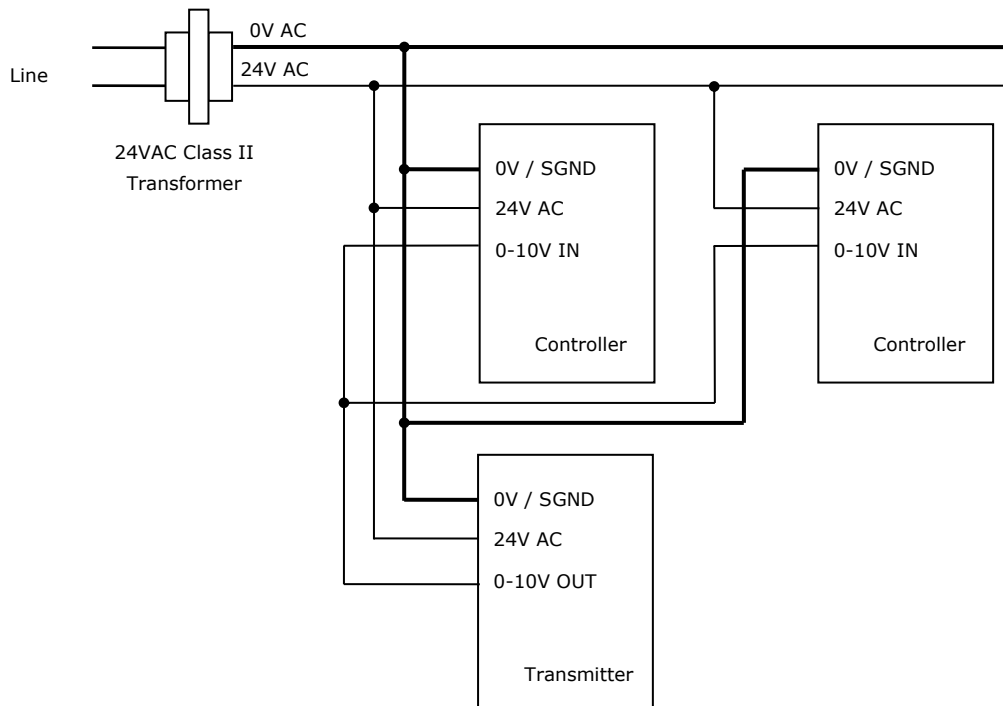 0V AC
Line
24V AC
24VAC Class II
Transformer
0V / SGND
24V AC
0-10V IN
Controller
0V / SGND
24V AC
0-10V IN
Controller
0V / SGND
24V AC
0-10V OUT
Transmitter